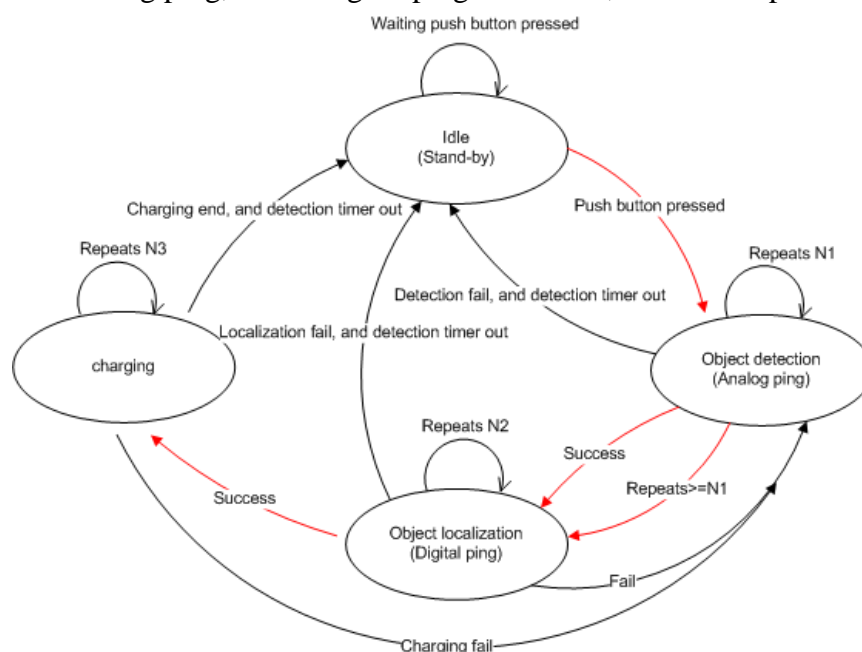 Waiting push button pressed
Idle
(Stand-by)
Push button pressed
Charging end, and detection timer out
Repeats N3
Repeats N1
Detection fail, and detection timer out
Localization fail, and detection timer out
charging
Object detection
(Analog ping)
Repeats N2
Success
Repeats>=N1
Success
Object localization
(Digital ping)
Fail
Charging fail